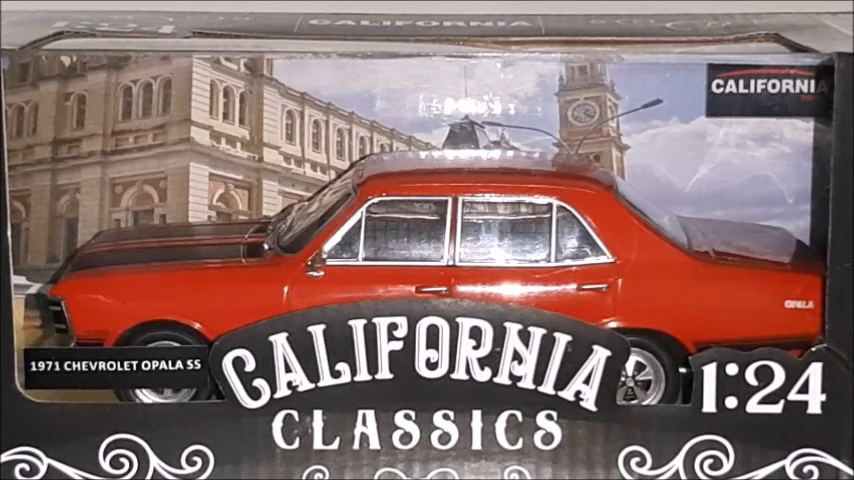 CALIFORNIA
CALIFORNIA
OPALA
1971 CHEVROLET OPALA SS
CALIFORNIA
CLASSICS
1:24